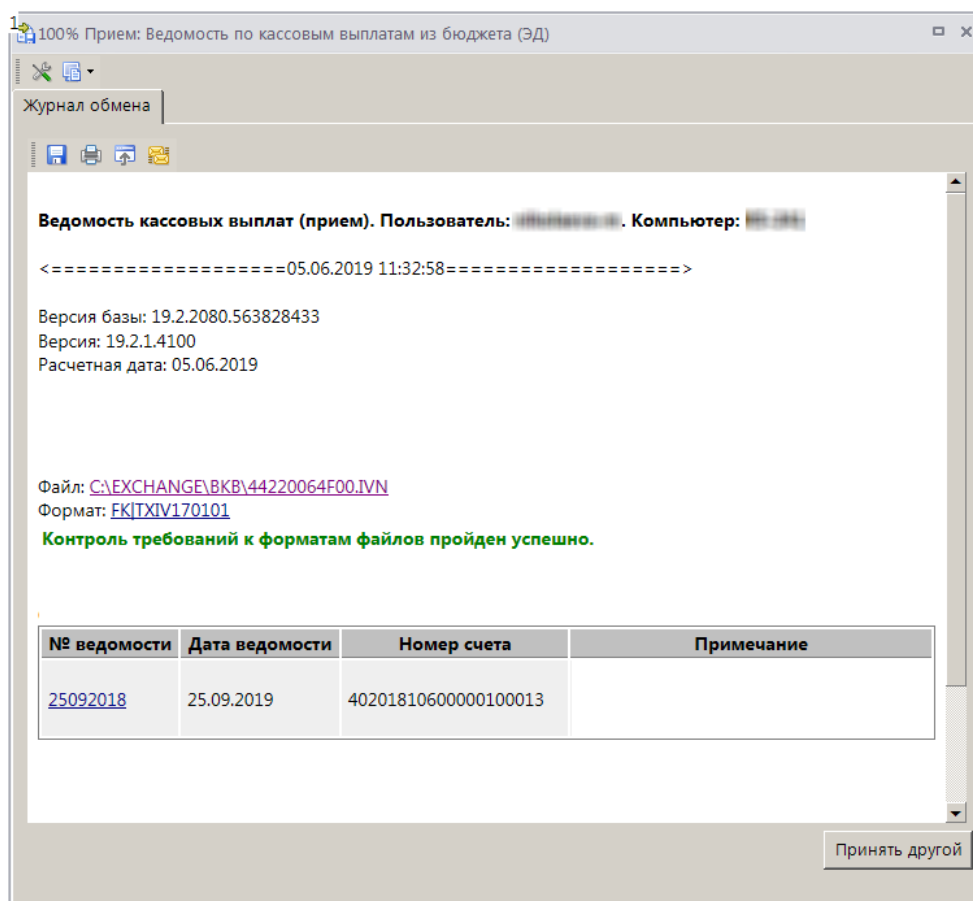 1
100% Прием: Ведомость по кассовым выплатам из бюджета (ЭД)
Журнал обмена
Ведомость кассовых выплат (прием). Пользователь: . Компьютер:
<===================05.06.2019 11:32:58===================>
Версия базы: 19.2.2080.563828433
Версия: 19.2.1.4100
Расчетная дата: 05.06.2019
Файл: C:\EXCHANGE\BKB\44220064F00.IVN
Формат: FK|TXIV170101
Контроль требований к форматам файлов пройден успешно.
№ ведомости Дата ведомости Номер счета Примечание
25092018 25.09.2019 40201810600000100013
Принять другой